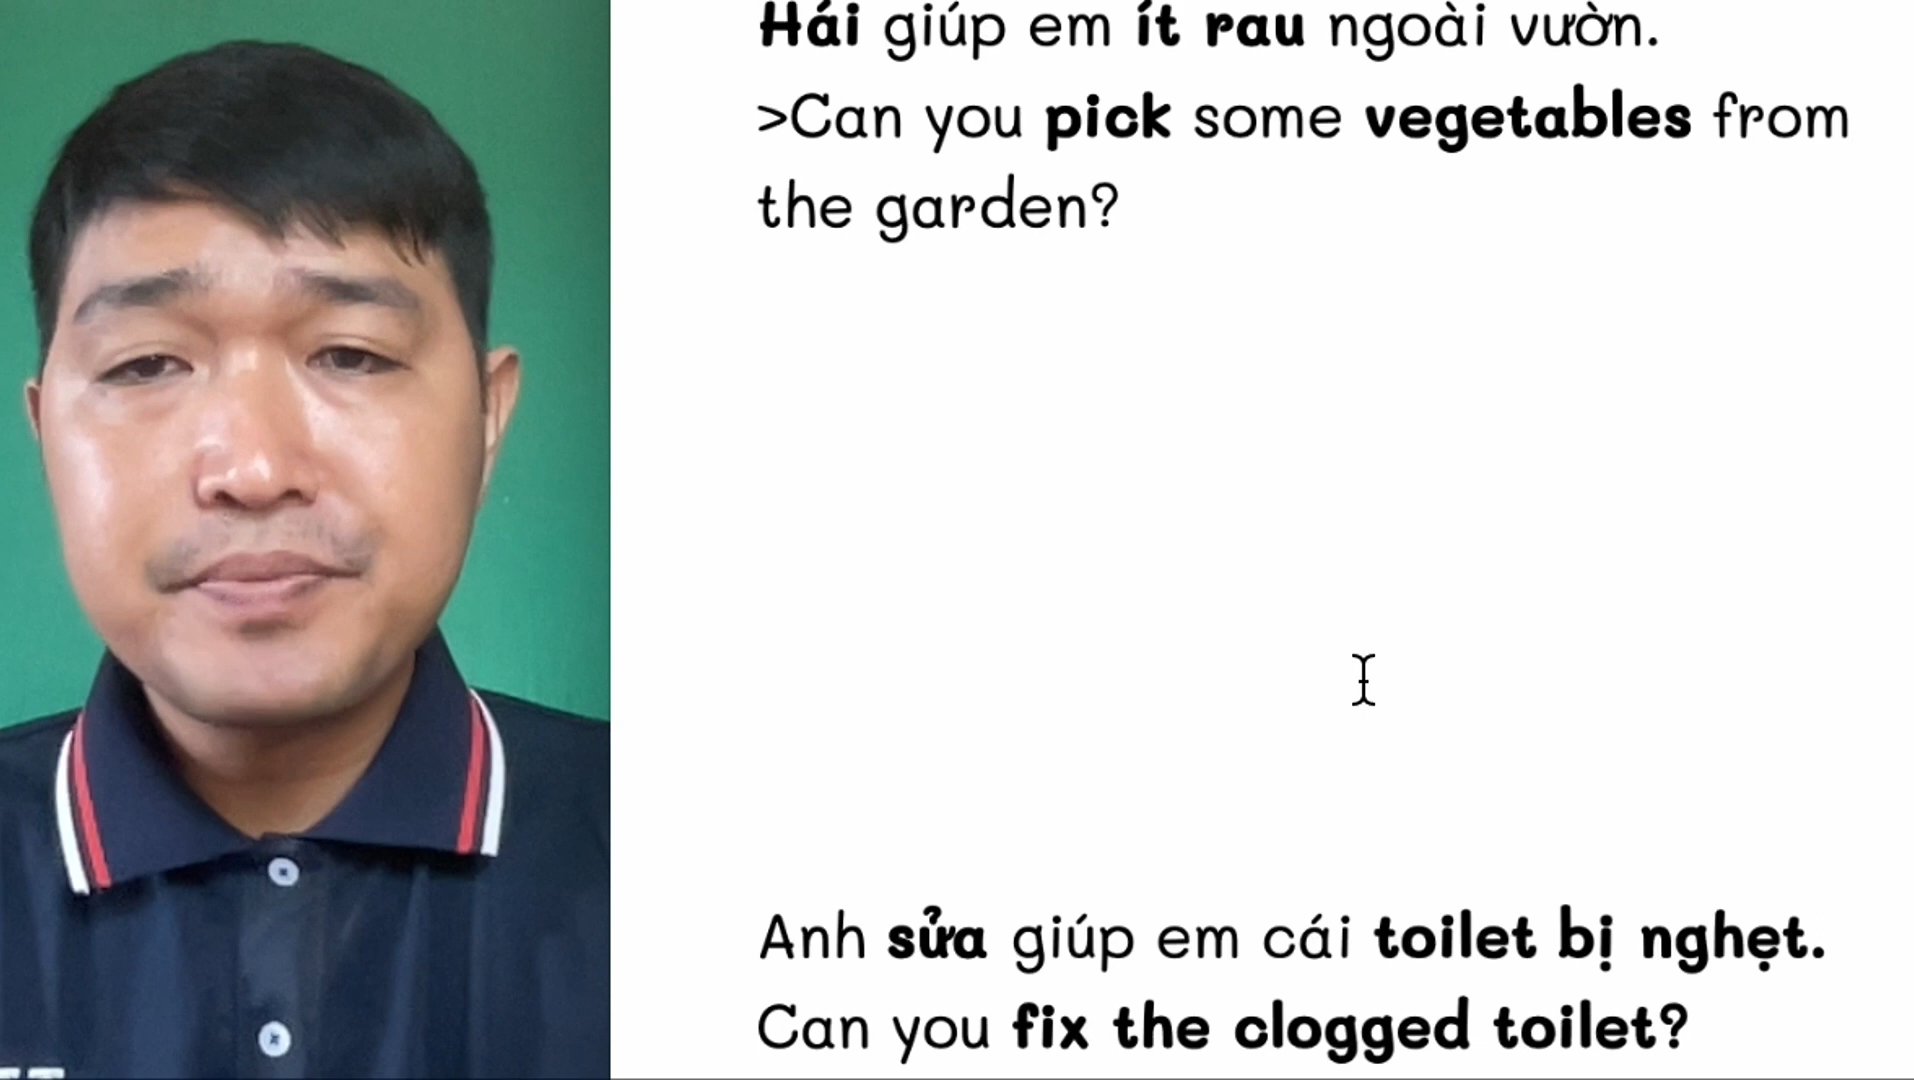 Hái giúp em ít rau ngoài vườn.
>Can you pick some vegetables from
the garden?
Anh sửa giúp em cái toilet bị nghẹt.
Can you fix the clogged toilet?